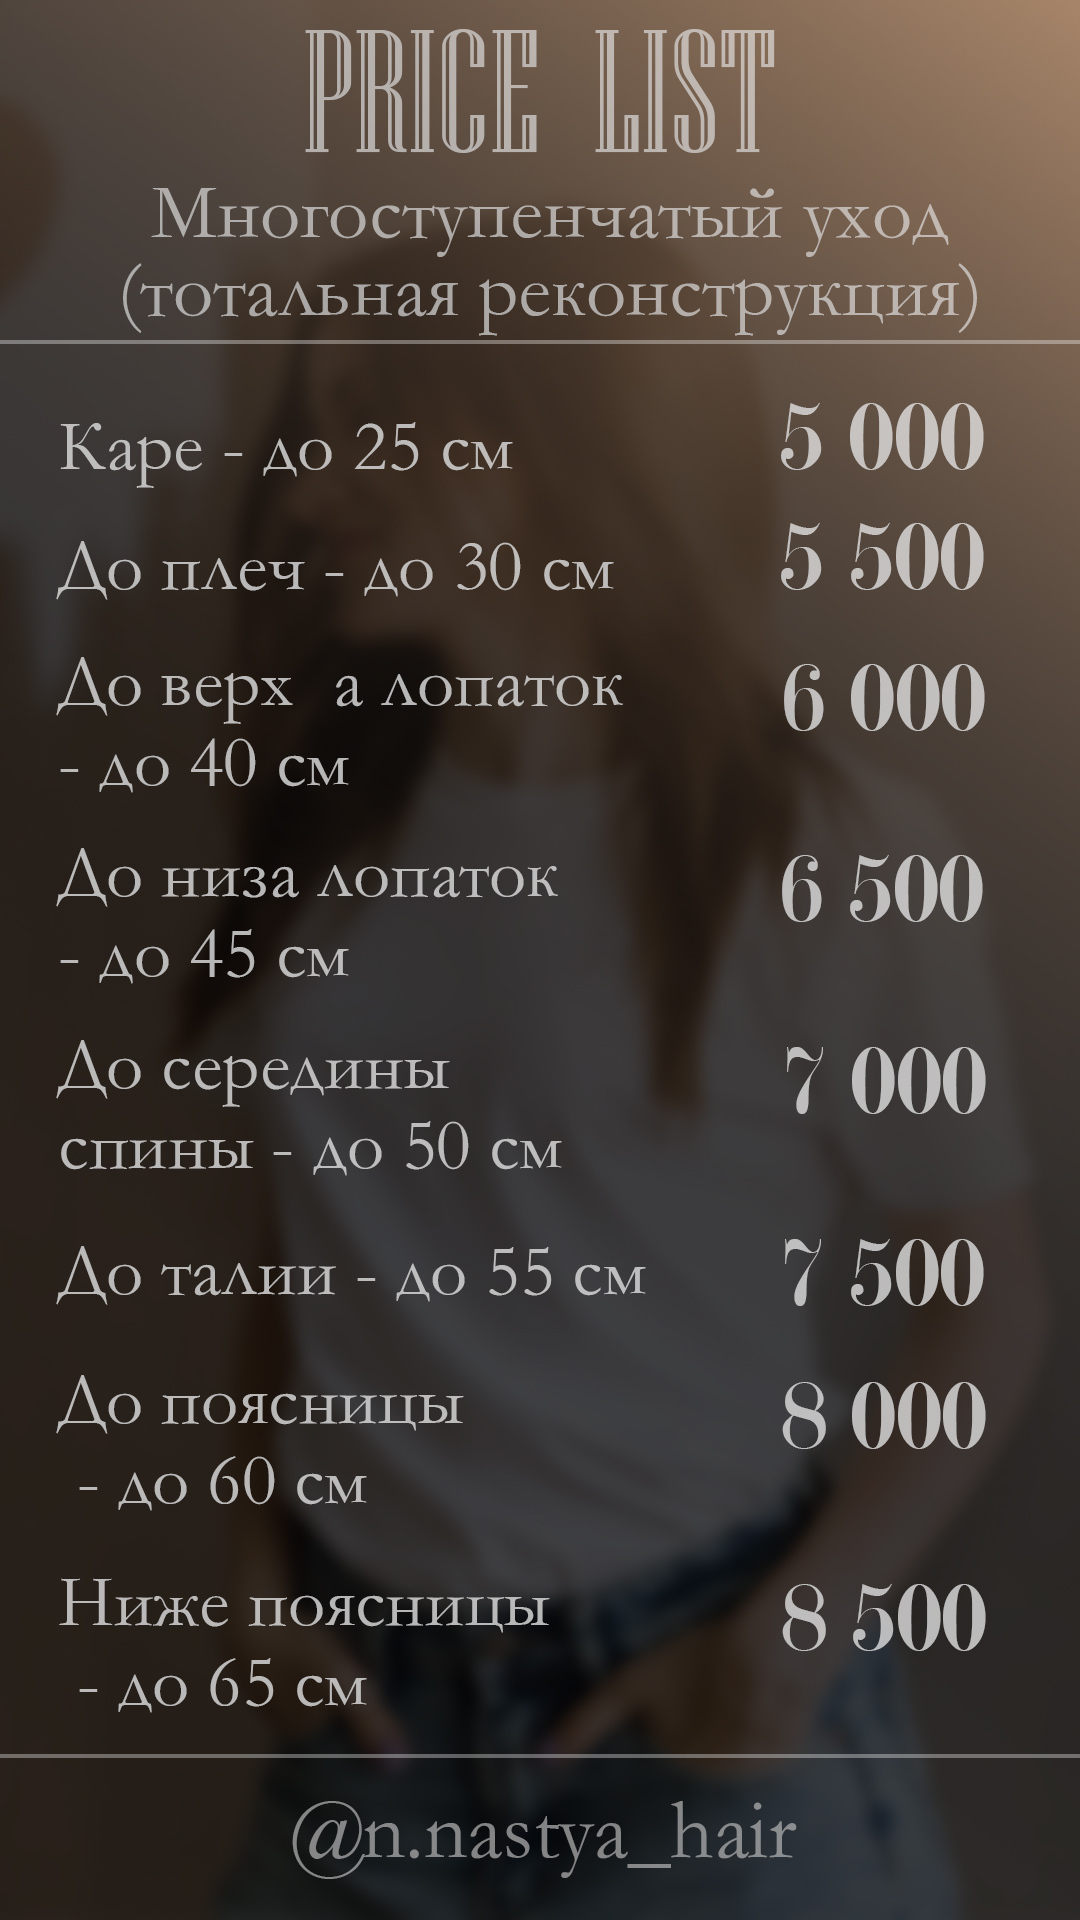 PRICE LIST
Многоступенчатый уход
(тотальная реконструкция)
Каре - до 25 см 5 000
До плеч - до 30 см 5 500
До верх а лопаток 6 000
- до 40 см
До низа лопаток 6 500
- до 45 см
До середины 7 000
спины - до 50 см
До талии - до 55 см 7 500
До поясницы 8 000
- до 60 см
Ниже поясницы 8 500
- до 65 см
@n.nastya_hair